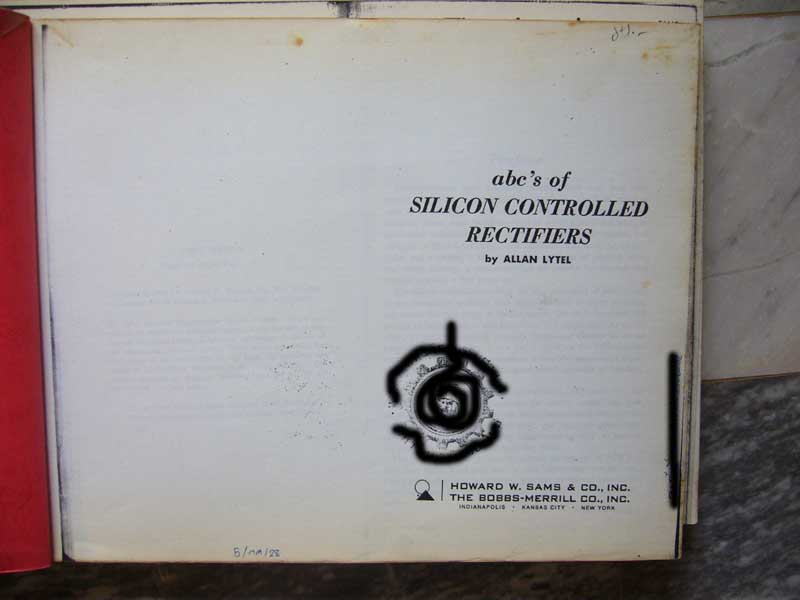 abc's of
SILICON CONTROLLED
RECTIFIERS
by ALLAN LYTEL
HOWARD W. SAMS & CO., INC.
THE BOBBS-MERRILL CO., INC.
INDIANAPOLIS • KANSAS CITY • NEW YORK